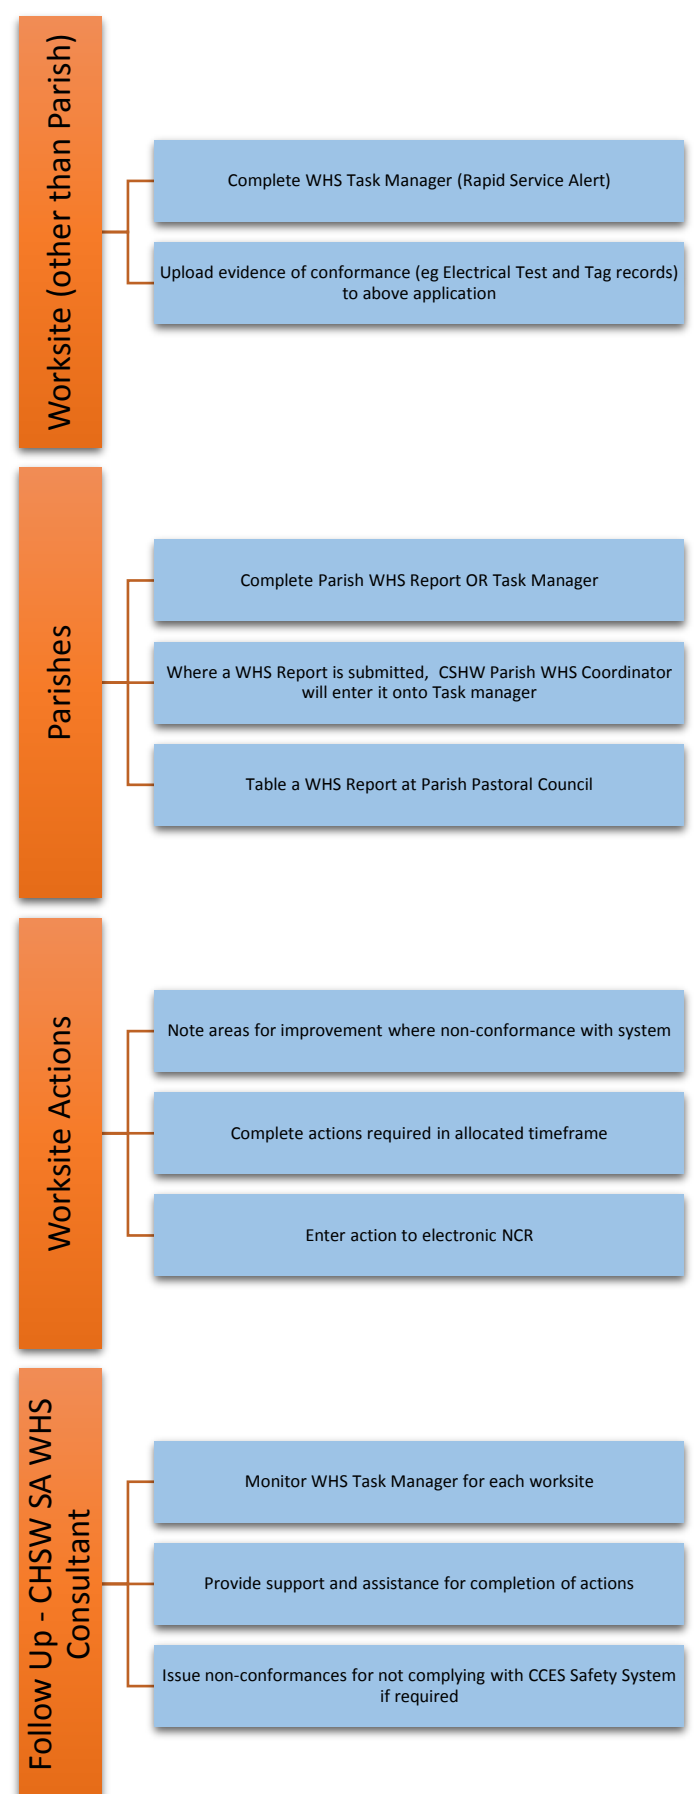 Worksite (other than Parish)
Complete WHS Task Manager (Rapid Service Alert)
Upload evidence of conformance (eg Electrical Test and Tag records)
to above application
Parishes
Complete Parish WHS Report OR Task Manager
Where a WHS Report is submitted, CSHW Parish WHS Coordinator
will enter it onto Task manager
Table a WHS Report at Parish Pastoral Council
Worksite Actions
Note areas for improvement where non-conformance with system
Complete actions required in allocated timeframe
Enter action to electronic NCR
Follow Up - CHSW SA WHS
Consultant
Monitor WHS Task Manager for each worksite
Provide support and assistance for completion of actions
Issue non-conformances for not complying with CCES Safety System
if required